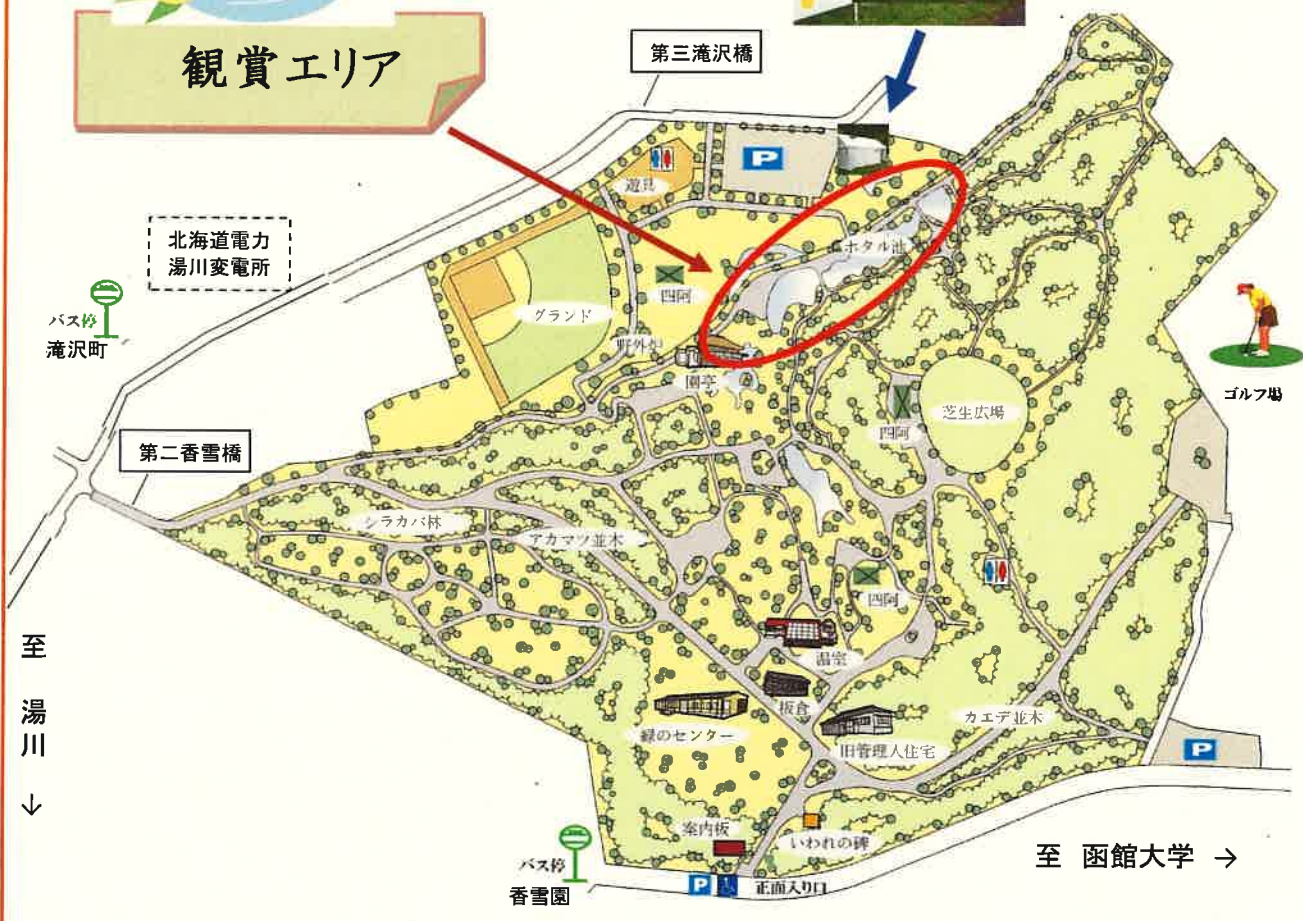 観賞エリア
第三滝沢橋
P
遊具
北海道電力
湯川変電所
ホタル池
四阿
グランド
バス停
滝沢町
野外炉
園亭
ゴルフ場
芝生広場
四阿
第二香雪橋
シラカバ林
アカマツ並木
四阿
至 湯川 ↓
温室
板倉
カエデ並木
緑のセンター
旧管理人住宅
P
案内板
いわれの碑
至 函館大学 →
バス停
香雪園
P
正面入り口